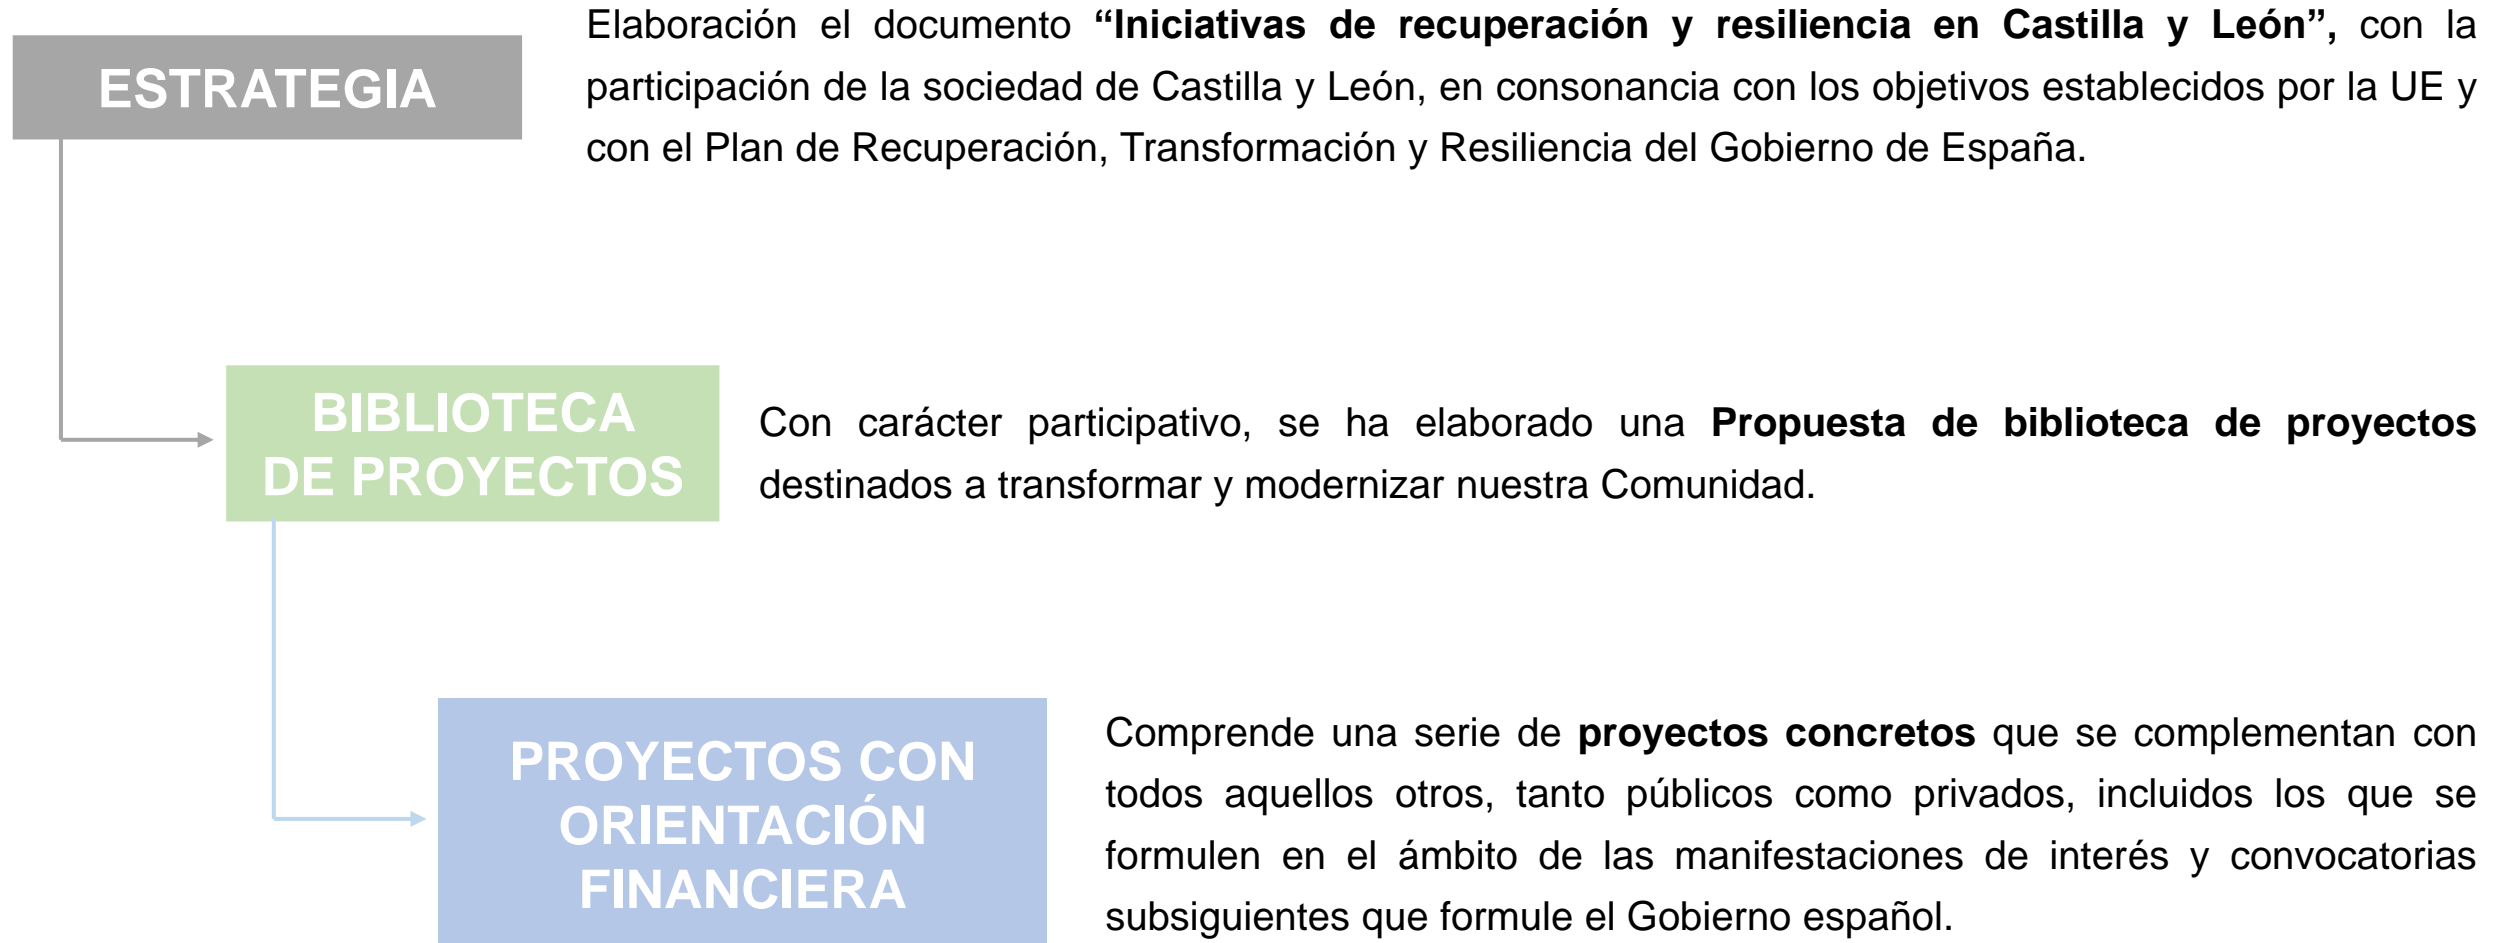 ESTRATEGIA
Elaboración el documento “Iniciativas de recuperación y resiliencia en Castilla y León”, con la
participación de la sociedad de Castilla y León, en consonancia con los objetivos establecidos por la UE y
con el Plan de Recuperación, Transformación y Resiliencia del Gobierno de España.
BIBLIOTECA
DE PROYECTOS
Con carácter participativo, se ha elaborado una Propuesta de biblioteca de proyectos
destinados a transformar y modernizar nuestra Comunidad.
PROYECTOS CON
ORIENTACIÓN
FINANCIERA
Comprende una serie de proyectos concretos que se complementan con
todos aquellos otros, tanto públicos como privados, incluidos los que se
formulen en el ámbito de las manifestaciones de interés y convocatorias
subsiguientes que formule el Gobierno español.